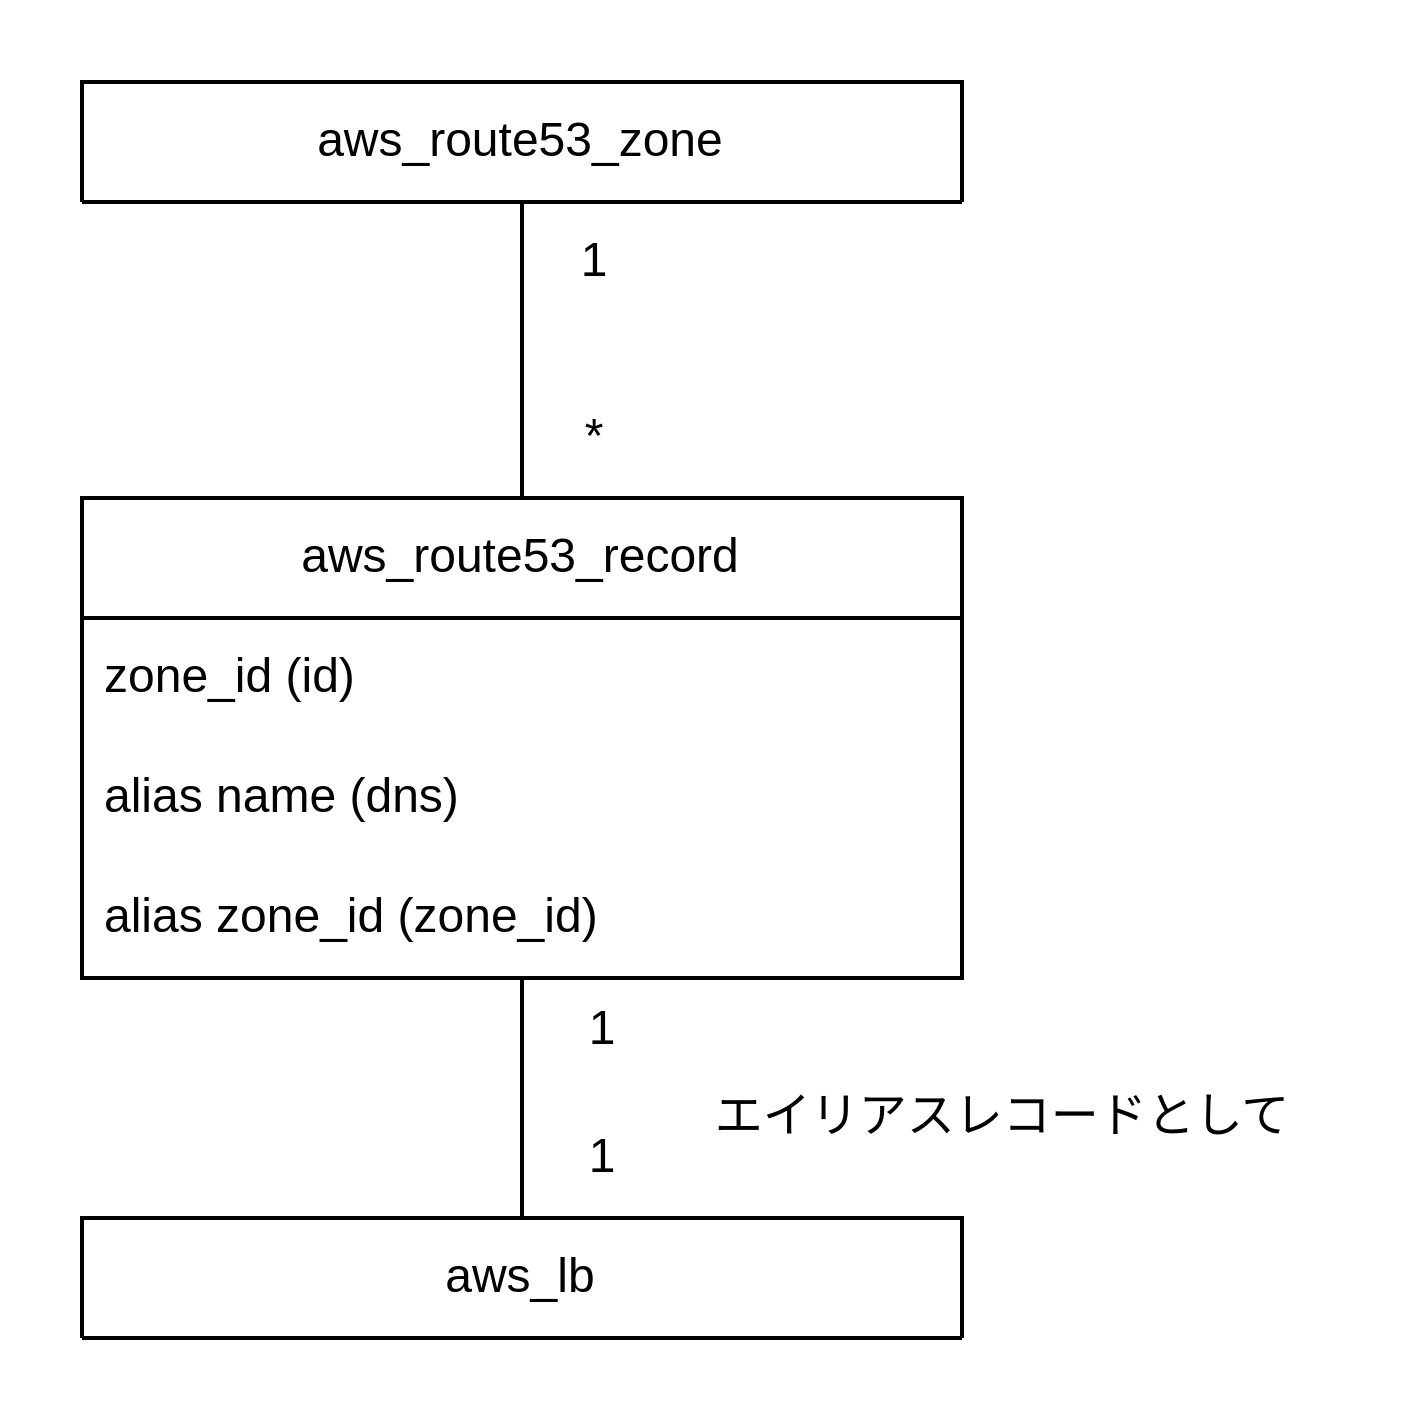 aws_route53_zone
1
*
aws_route53_record
zone_id (id)
alias name (dns)
alias zone_id (zone_id)
1
エイリアスレコードとして
1
aws_lb